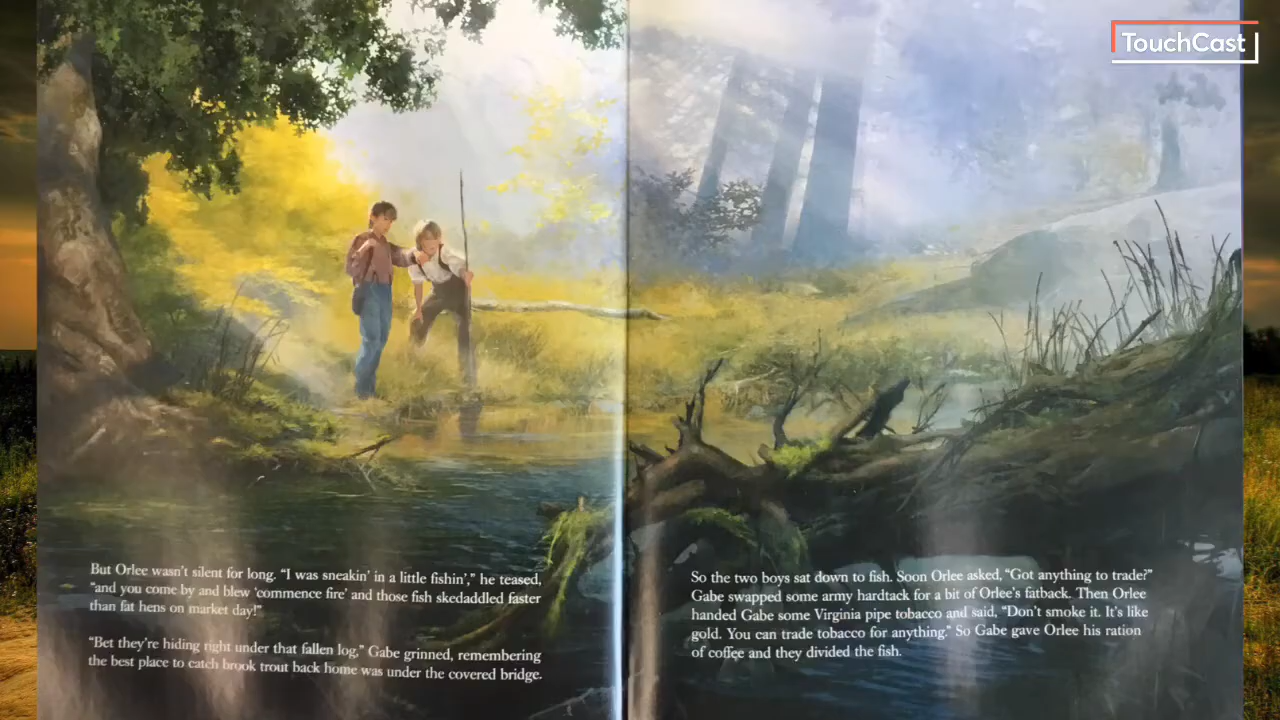 TouchCast
But Orlee wasn't silent for long. “I was sneakin’ in a little fishin’,” he teased,
“and you come by and blew ‘commence fire’ and those fish skedaddled faster
than fat hens on market day!”
“Bet they’re hiding right under that fallen log,” Gabe grinned, remembering
the best place to catch brook trout back home was under the covered bridge.
So the two boys sat down to fish. Soon Orlee asked, “Got anything to trade?”
Gabe swapped some army hardtack for a bit of Orlee’s fatback. Then Orlee
handed Gabe some Virginia pipe tobacco and said, “Don’t smoke it. It’s like
gold. You can trade tobacco for anything.” So Gabe gave Orlee his ration
of coffee and they divided the fish.